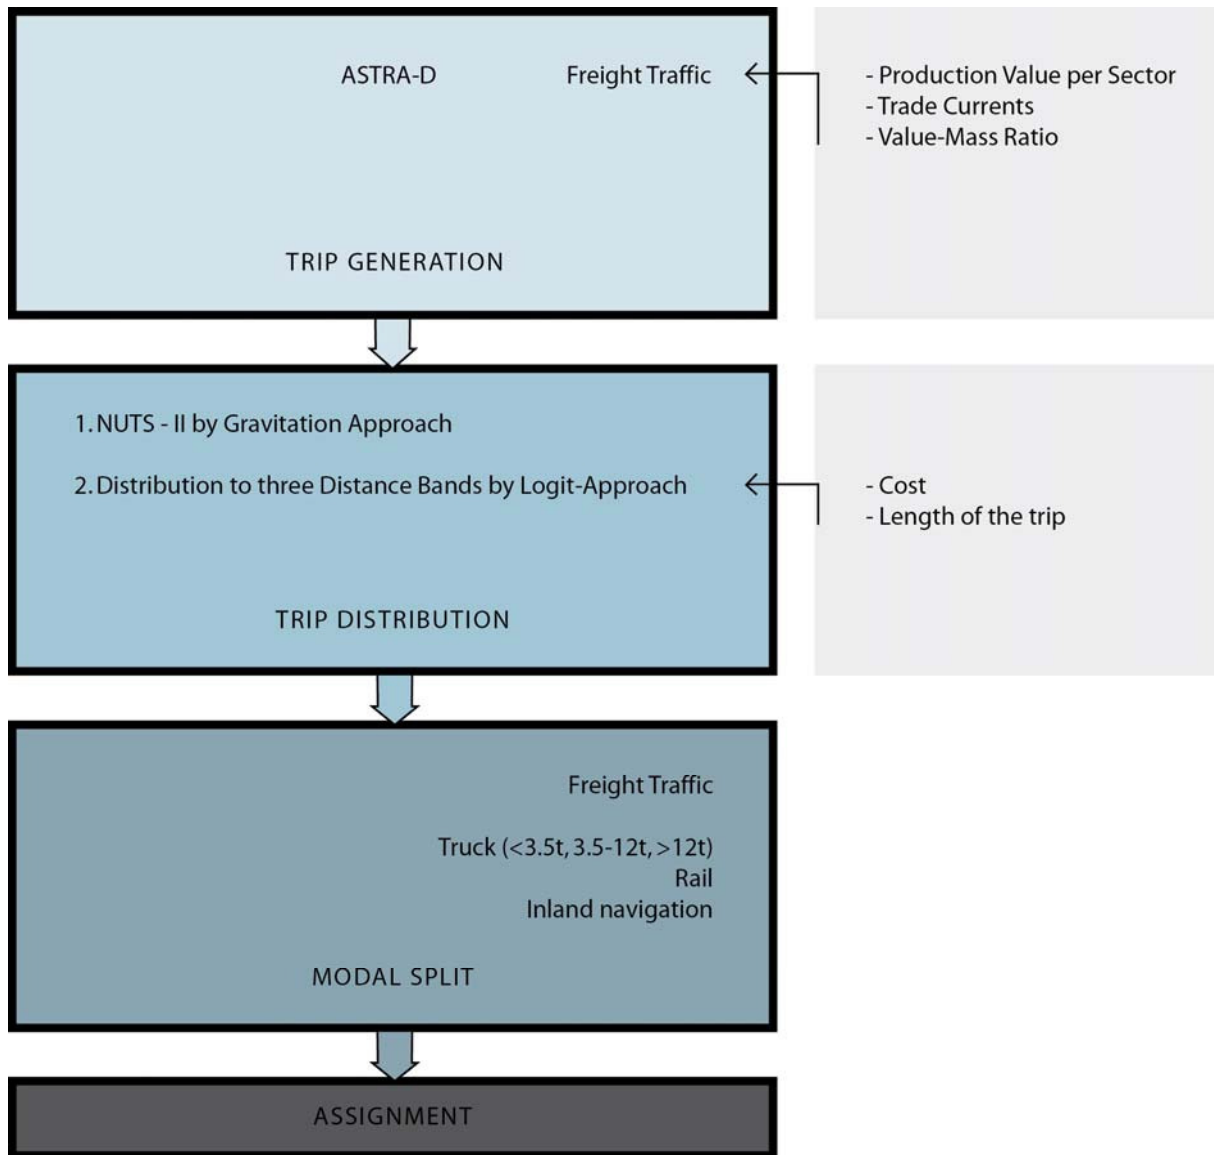 ASTRA-D Freight Traffic
- Production Value per Sector
- Trade Currents
- Value-Mass Ratio
TRIP GENERATION
1. NUTS - II by Gravitation Approach
2. Distribution to three Distance Bands by Logit-Approach
- Cost
- Length of the trip
TRIP DISTRIBUTION
Freight Traffic
Truck (<3.5t, 3.5-12t, >12t)
Rail
Inland navigation
MODAL SPLIT
ASSIGNMENT